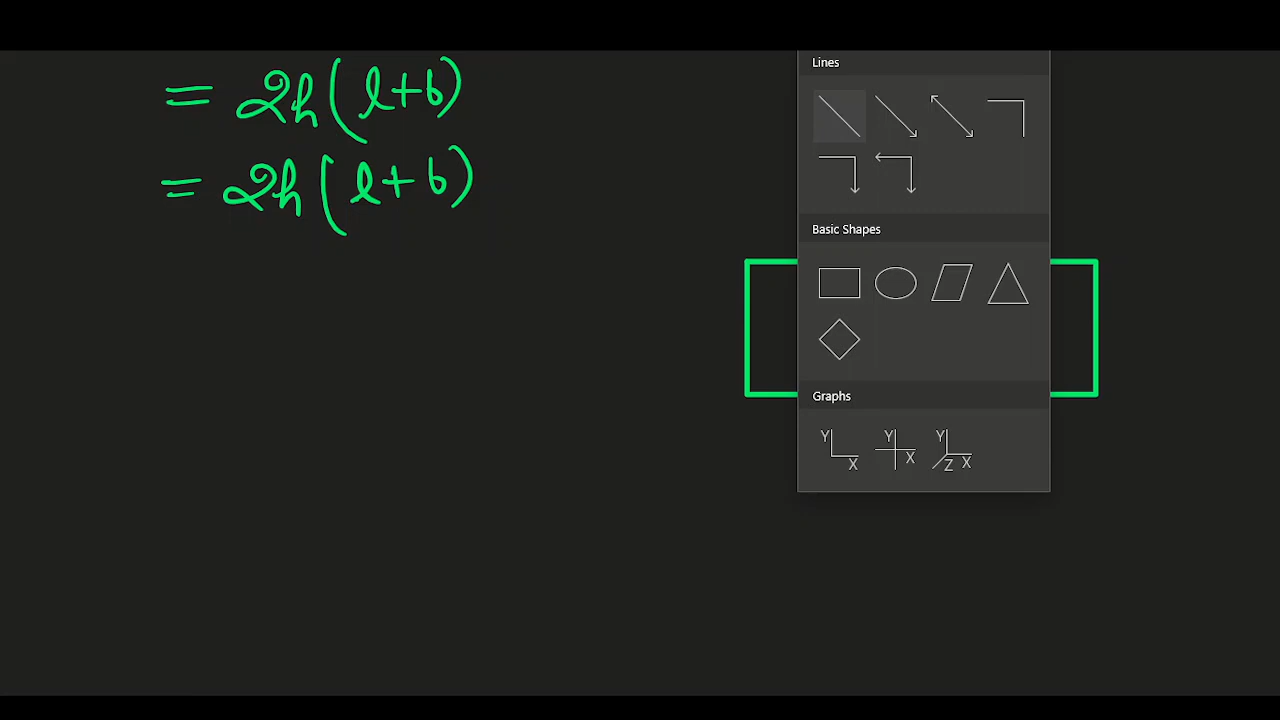 = 2h(l+b)
= 2h(l+b)
Lines
Basic Shapes
Graphs
Y X
Y X
Y Z X